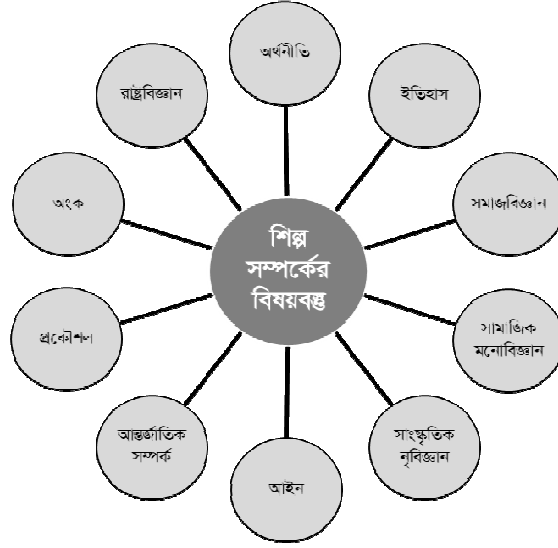 অর্থনীতি
ইতিহাস
সমাজবিজ্ঞান
সামাজিক
মনোবিজ্ঞান
সাংস্কৃতিক
নৃবিজ্ঞান
আইন
আন্তর্জাতিক
সম্পর্ক
প্রকৌশল
অংক
রাষ্ট্রবিজ্ঞান
শিল্প
সম্পর্কের
বিষয়বস্তু